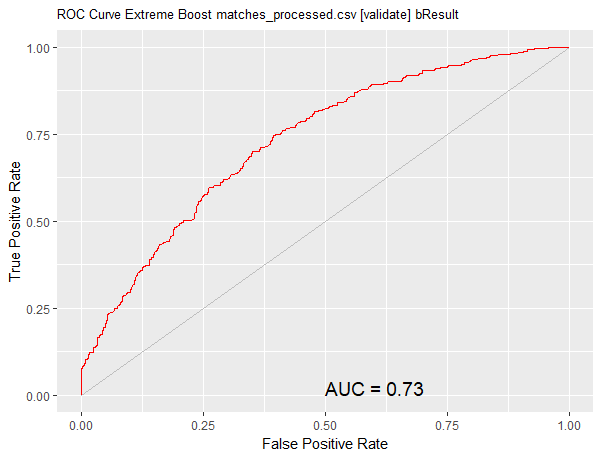 ROC Curve Extreme Boost matches_processed.csv [validate] bResult
True Positive Rate
1.00
0.75
0.50
0.25
0.00
AUC = 0.73
0.00 0.25 0.50 0.75 1.00
False Positive Rate